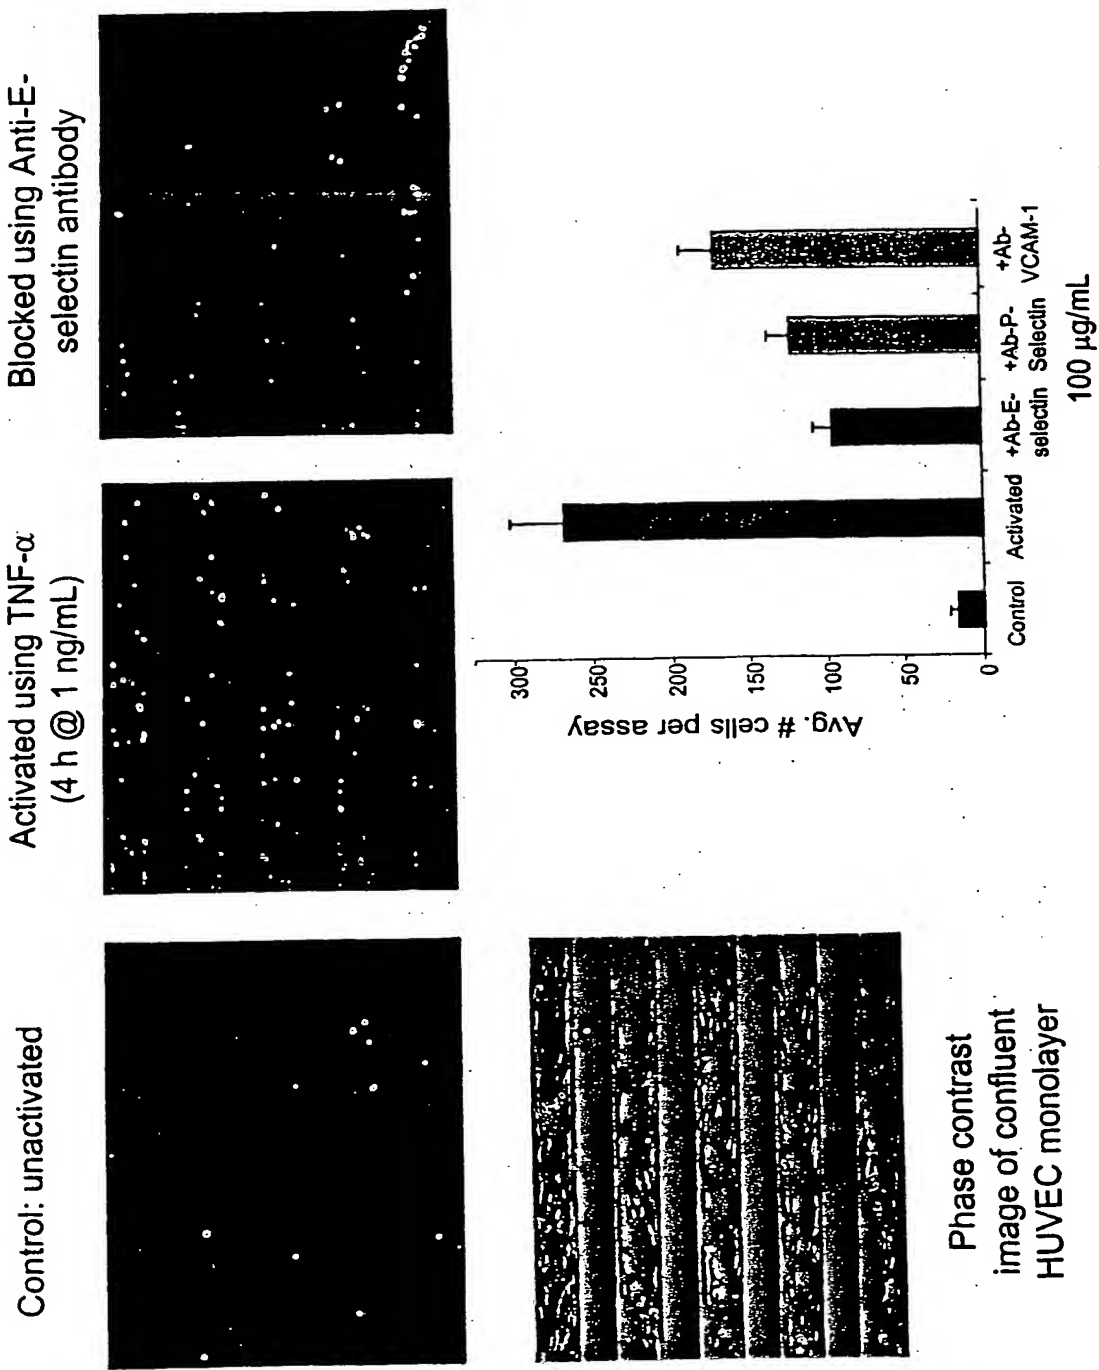 Control: unactivated
Activated using TNF-α
(4 h @ 1 ng/mL)
Blocked using Anti-E-
selectin antibody
Phase contrast
image of confluent
HUVEC monolayer
Avg. # cells per assay
300
250
200
150
100
50
0
Control Activated +Ab-E- +Ab-P- +Ab-
selectin Selectin VCAM-1
100 µg/mL